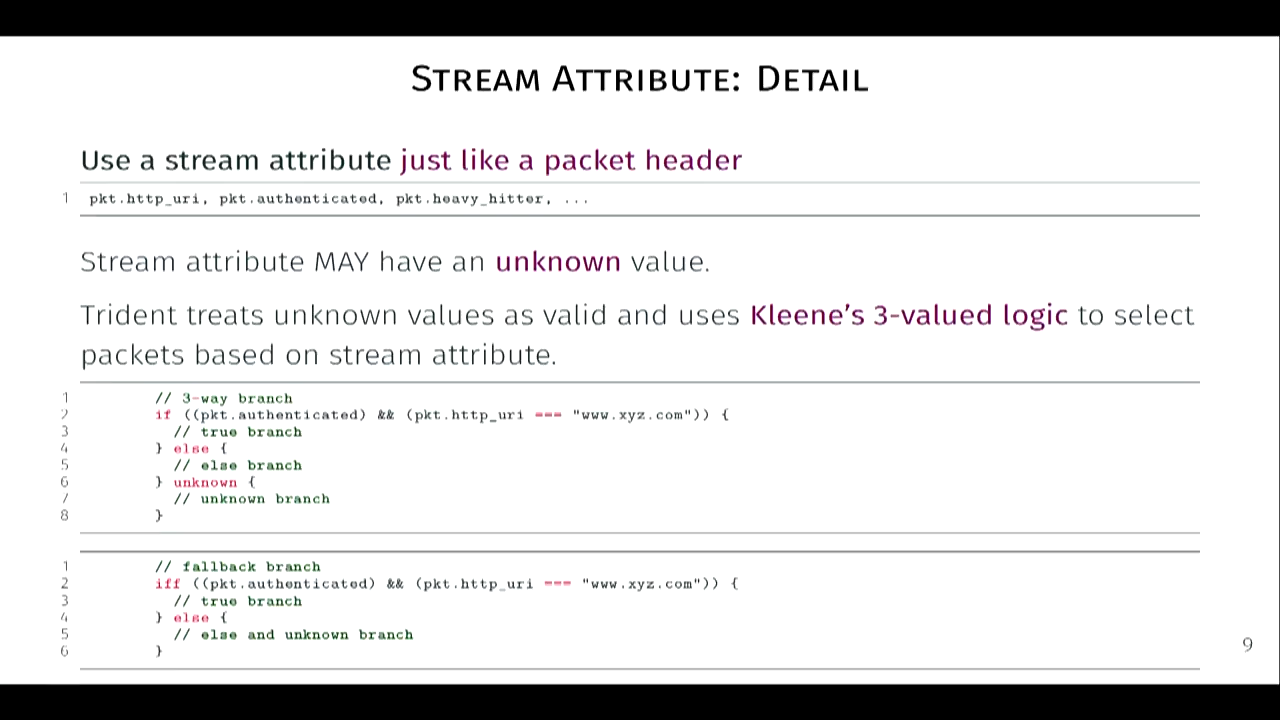 STREAM ATTRIBUTE: DETAIL
Use a stream attribute just like a packet header
1 pkt.http_uri, pkt.authenticated, pkt.heavy_hitter, ...
Stream attribute MAY have an unknown value.
Trident treats unknown values as valid and uses Kleene's 3-valued logic to select
packets based on stream attribute.
1 // 3-way branch
2 if ((pkt.authenticated) && (pkt.http_uri === "www.xyz.com")) {
3 // true branch
4 } else {
5 // else branch
6 } unknown {
7 // unknown branch
8 }
1 // fallback branch
2 iff ((pkt.authenticated) && (pkt.http_uri === "www.xyz.com")) {
3 // true branch
4 } else {
5 // else and unknown branch
6 }
9